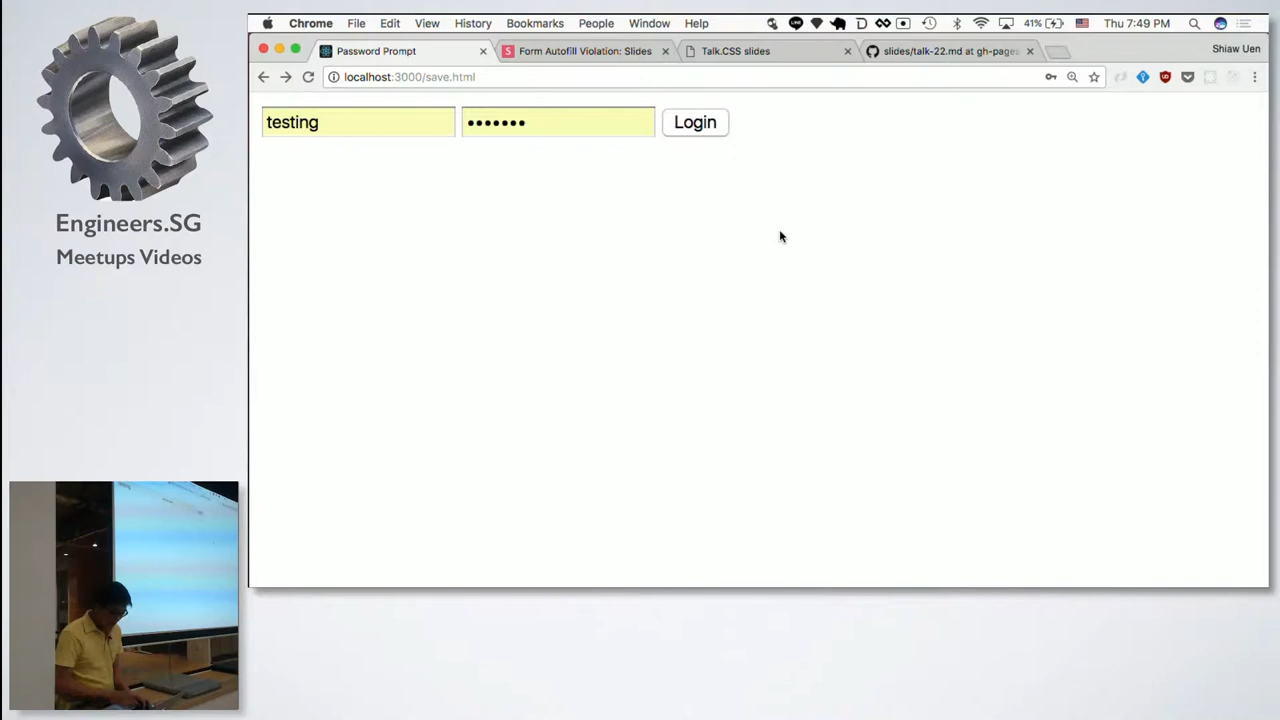 Chrome File Edit View History Bookmarks People Window Help 41% Thu 7:49 PM
Password Prompt Form Autofill Violation: Slides Talk.CSS slides slides/talk-22.md at gh-pages Shiaw Uen
localhost:3000/save.html
testing ••••••• Login
Engineers.SG
Meetups Videos